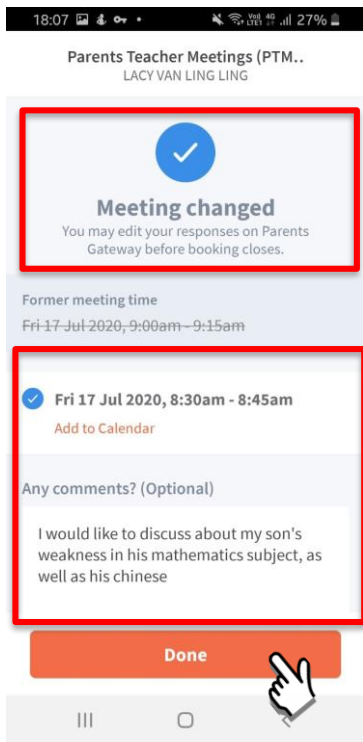 18:07 27%
Parents Teacher Meetings (PTM..
LACY VAN LING LING
Meeting changed
You may edit your responses on Parents
Gateway before booking closes.
Former meeting time
Fri 17 Jul 2020, 9:00am - 9:15am
Fri 17 Jul 2020, 8:30am - 8:45am
Add to Calendar
Any comments? (Optional)
I would like to discuss about my son's
weakness in his mathematics subject, as
well as his chinese
Done